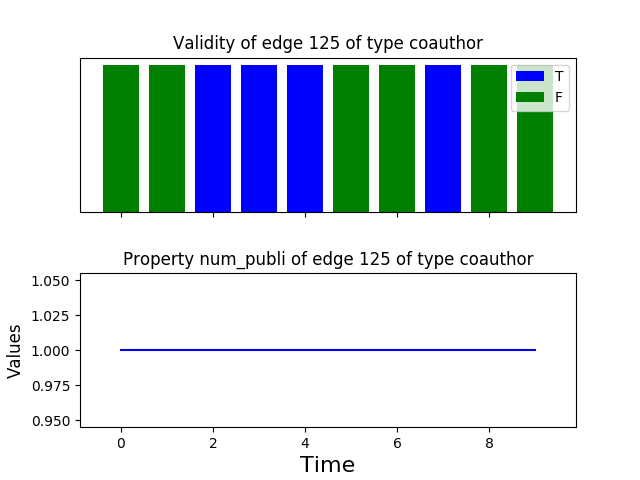 Validity of edge 125 of type coauthor
T
F
Property num_publi of edge 125 of type coauthor
1.050
1.025
1.000
0.975
0.950
Values
0 2 4 6 8
Time